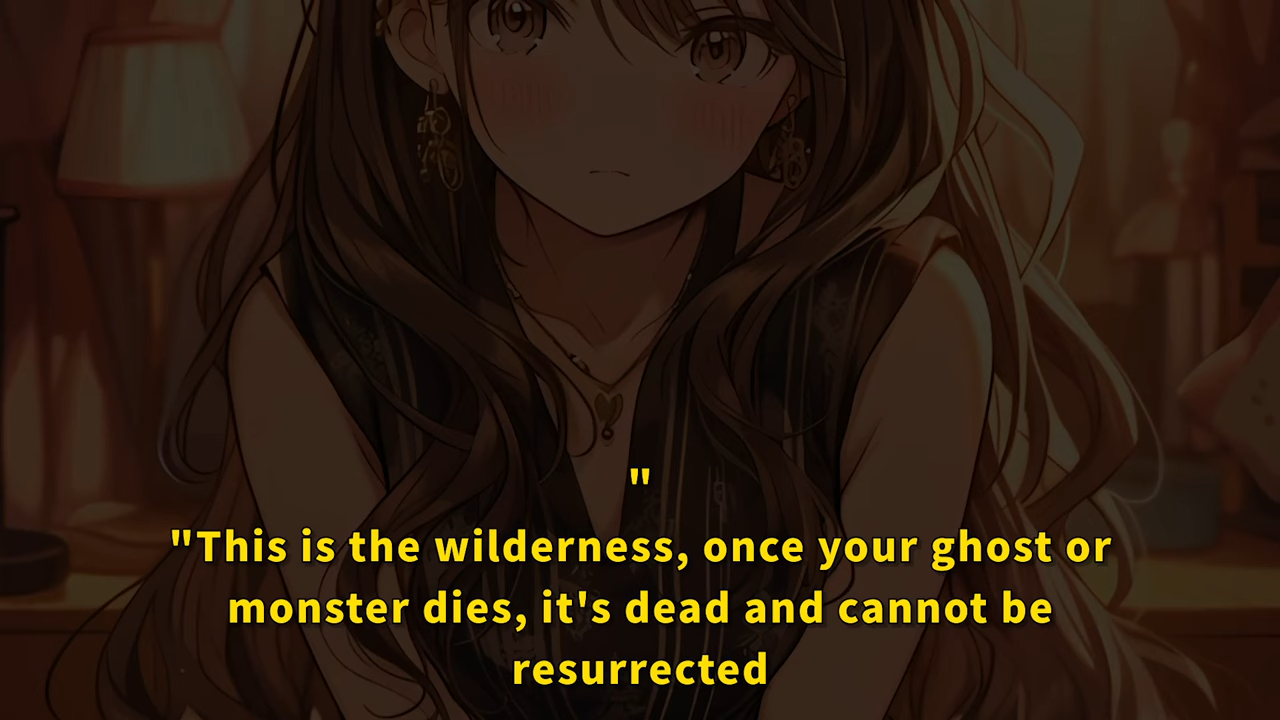 "
"This is the wilderness, once your ghost or
monster dies, it's dead and cannot be
resurrected